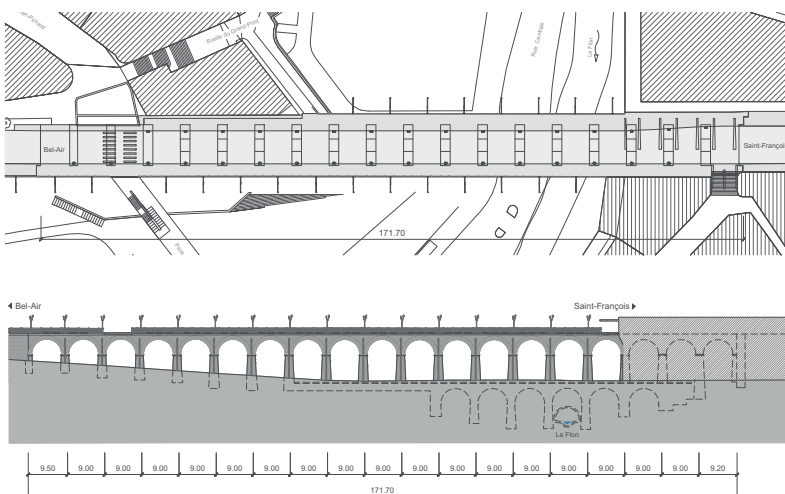 Ruelle du Grand-Pont
Rue Centrale
Le Flon
Bel-Air
Saint-Franço
171.70
Bel-Air
Saint-François
Le Flon
9.50 9.00 9.00 9.00 9.00 9.00 9.00 9.00 9.00 9.00 9.00 9.00 9.00 9.00 9.00 9.00 9.00 9.00 9.20
171.70